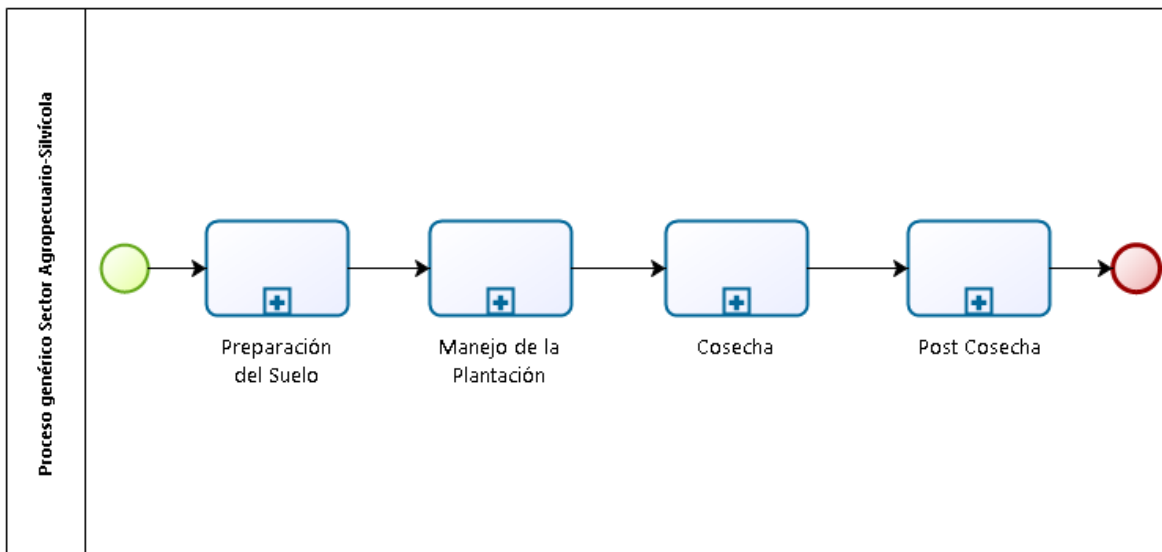 Proceso genérico Sector Agropecuario-Silvícola
Preparación
del Suelo
Manejo de la
Plantación
Cosecha
Post Cosecha